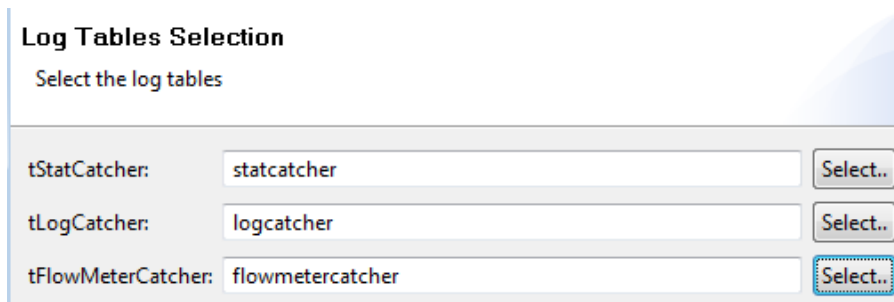 Log Tables Selection
Select the log tables
tStatCatcher: statcatcher Select..
tLogCatcher: logcatcher Select..
tFlowMeterCatcher: flowmetercatcher Select..